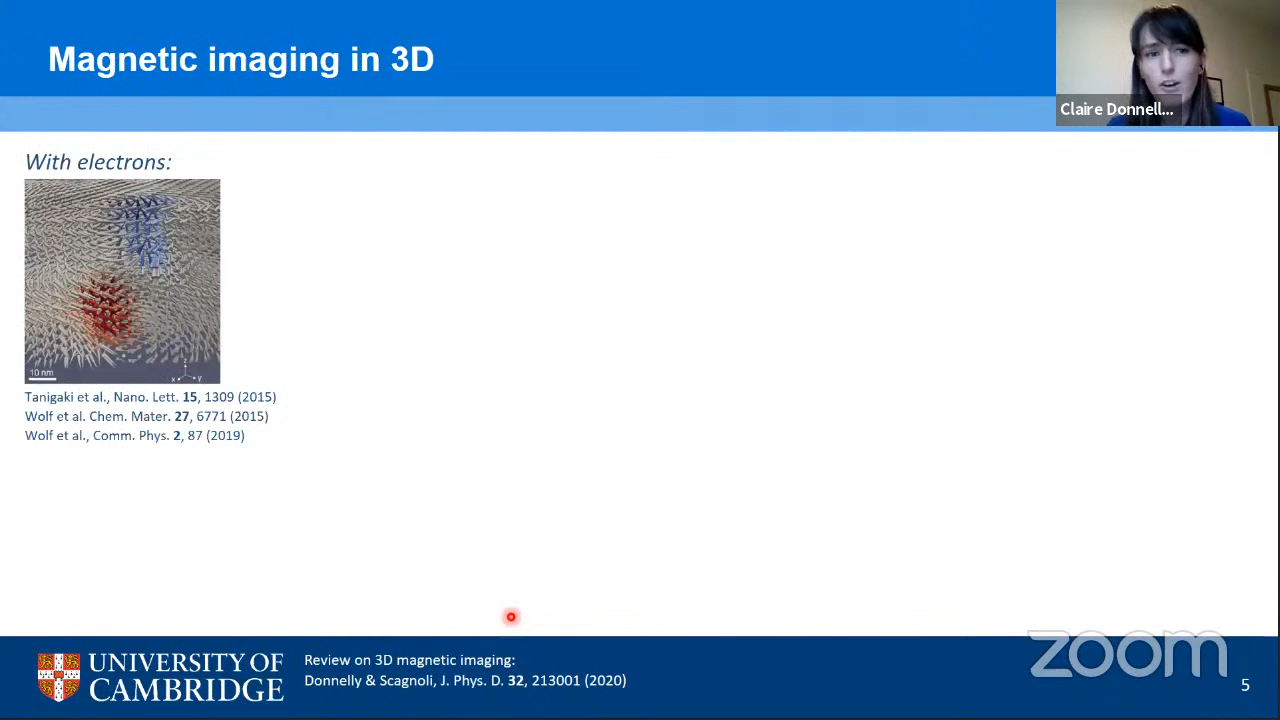 Magnetic imaging in 3D
Claire Donnell...
With electrons:
10 nm
z
x
Y
Tanigaki et al., Nano. Lett. 15, 1309 (2015)
Wolf et al. Chem. Mater. 27, 6771 (2015)
Wolf et al., Comm. Phys. 2, 87 (2019)
UNIVERSITY OF
CAMBRIDGE
Review on 3D magnetic imaging:
Donnelly & Scagnoli, J. Phys. D. 32, 213001 (2020)
zoom
5